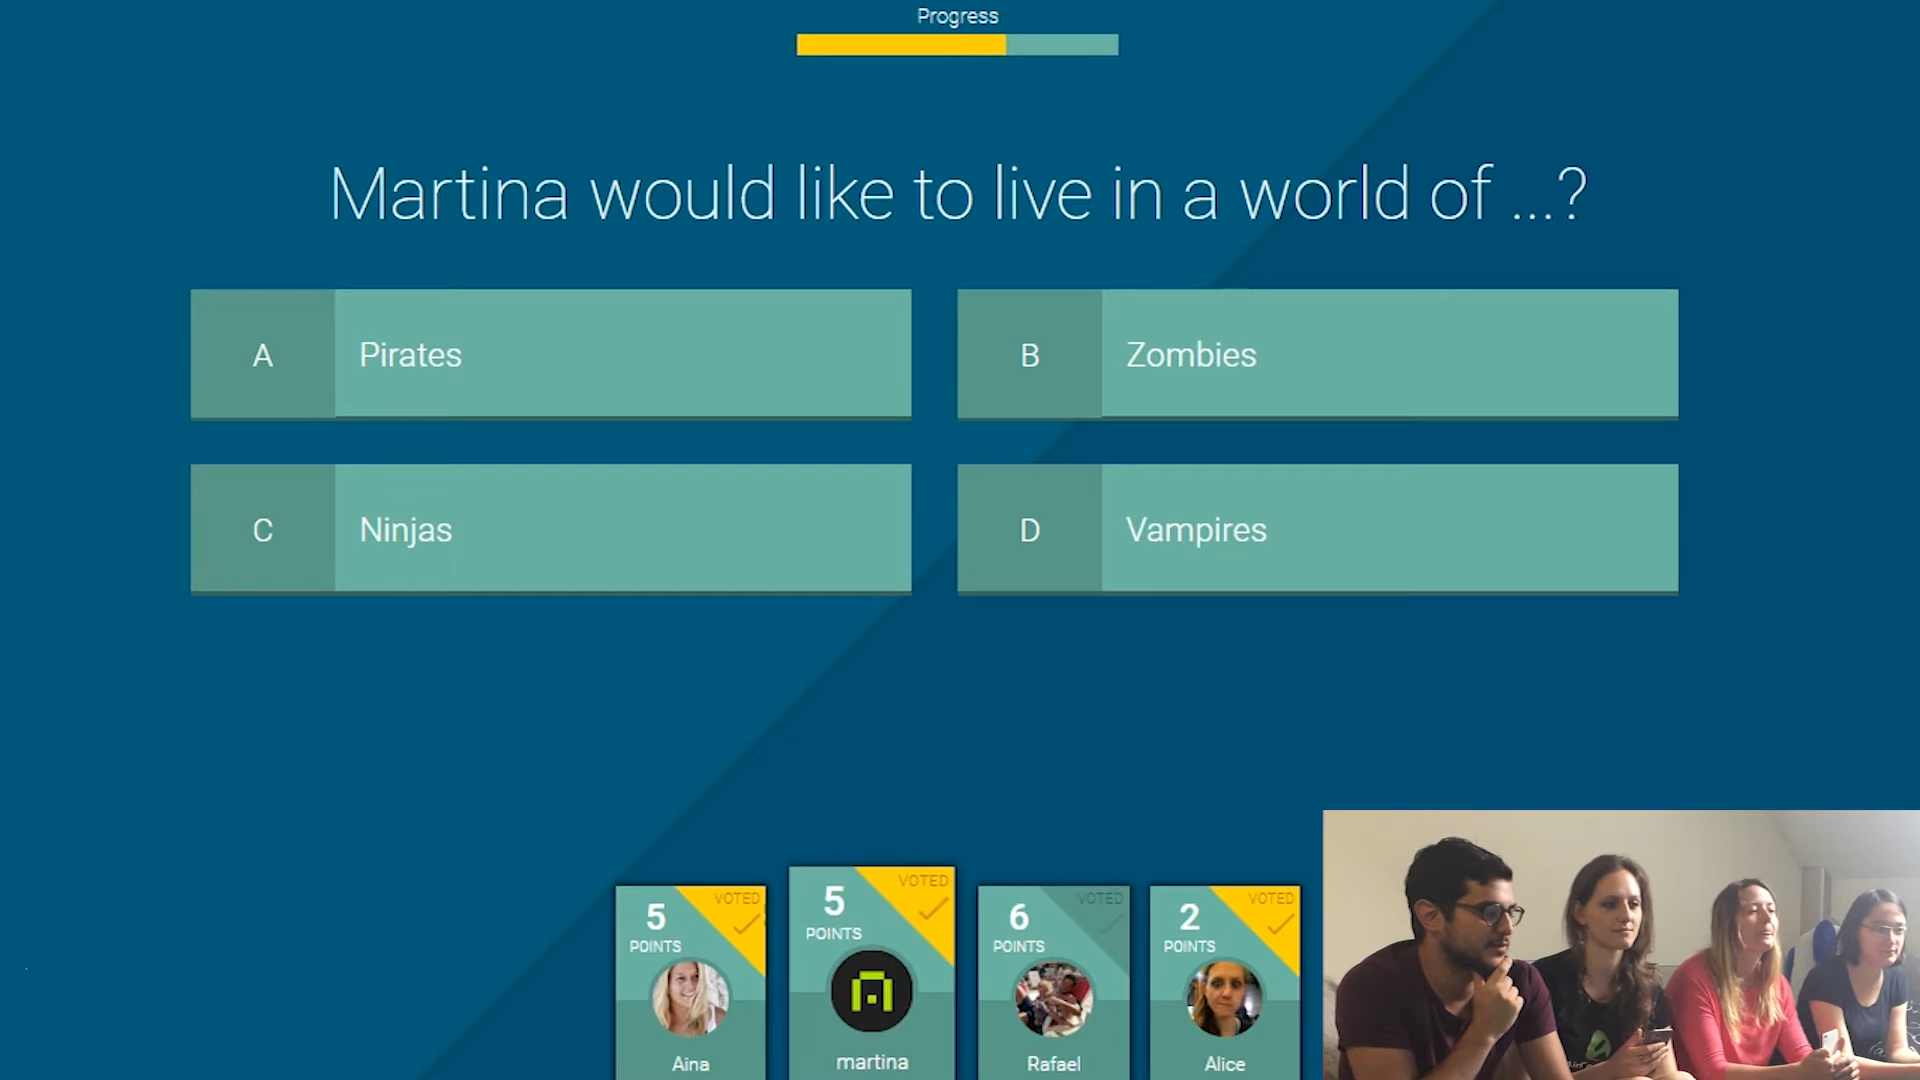 Progress
Martina would like to live in a world of ...?
A Pirates
B Zombies
C Ninjas
D Vampires
5 POINTS VOTED Aina
5 POINTS VOTED martina
6 POINTS VOTED Rafael
2 POINTS VOTED Alice